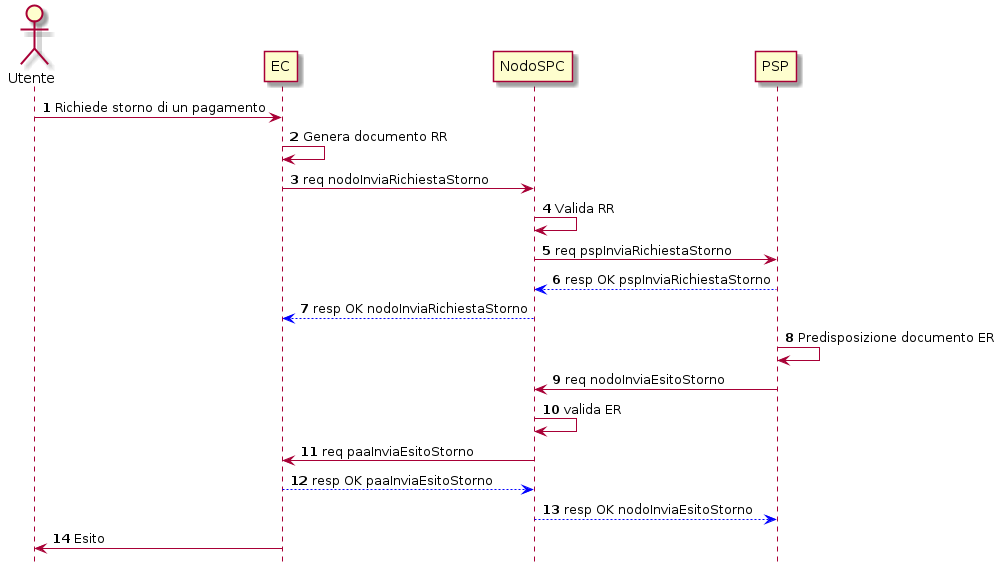 Utente
EC
NodoSPC
PSP
1 Richiede storno di un pagamento
2 Genera documento RR
3 req nodoInviaRichiestaStorno
4 Valida RR
5 req pspInviaRichiestaStorno
6 resp OK pspInviaRichiestaStorno
7 resp OK nodoInviaRichiestaStorno
8 Predisposizione documento ER
9 req nodoInviaEsitoStorno
10 valida ER
11 req paaInviaEsitoStorno
12 resp OK paaInviaEsitoStorno
13 resp OK nodoInviaEsitoStorno
14 Esito